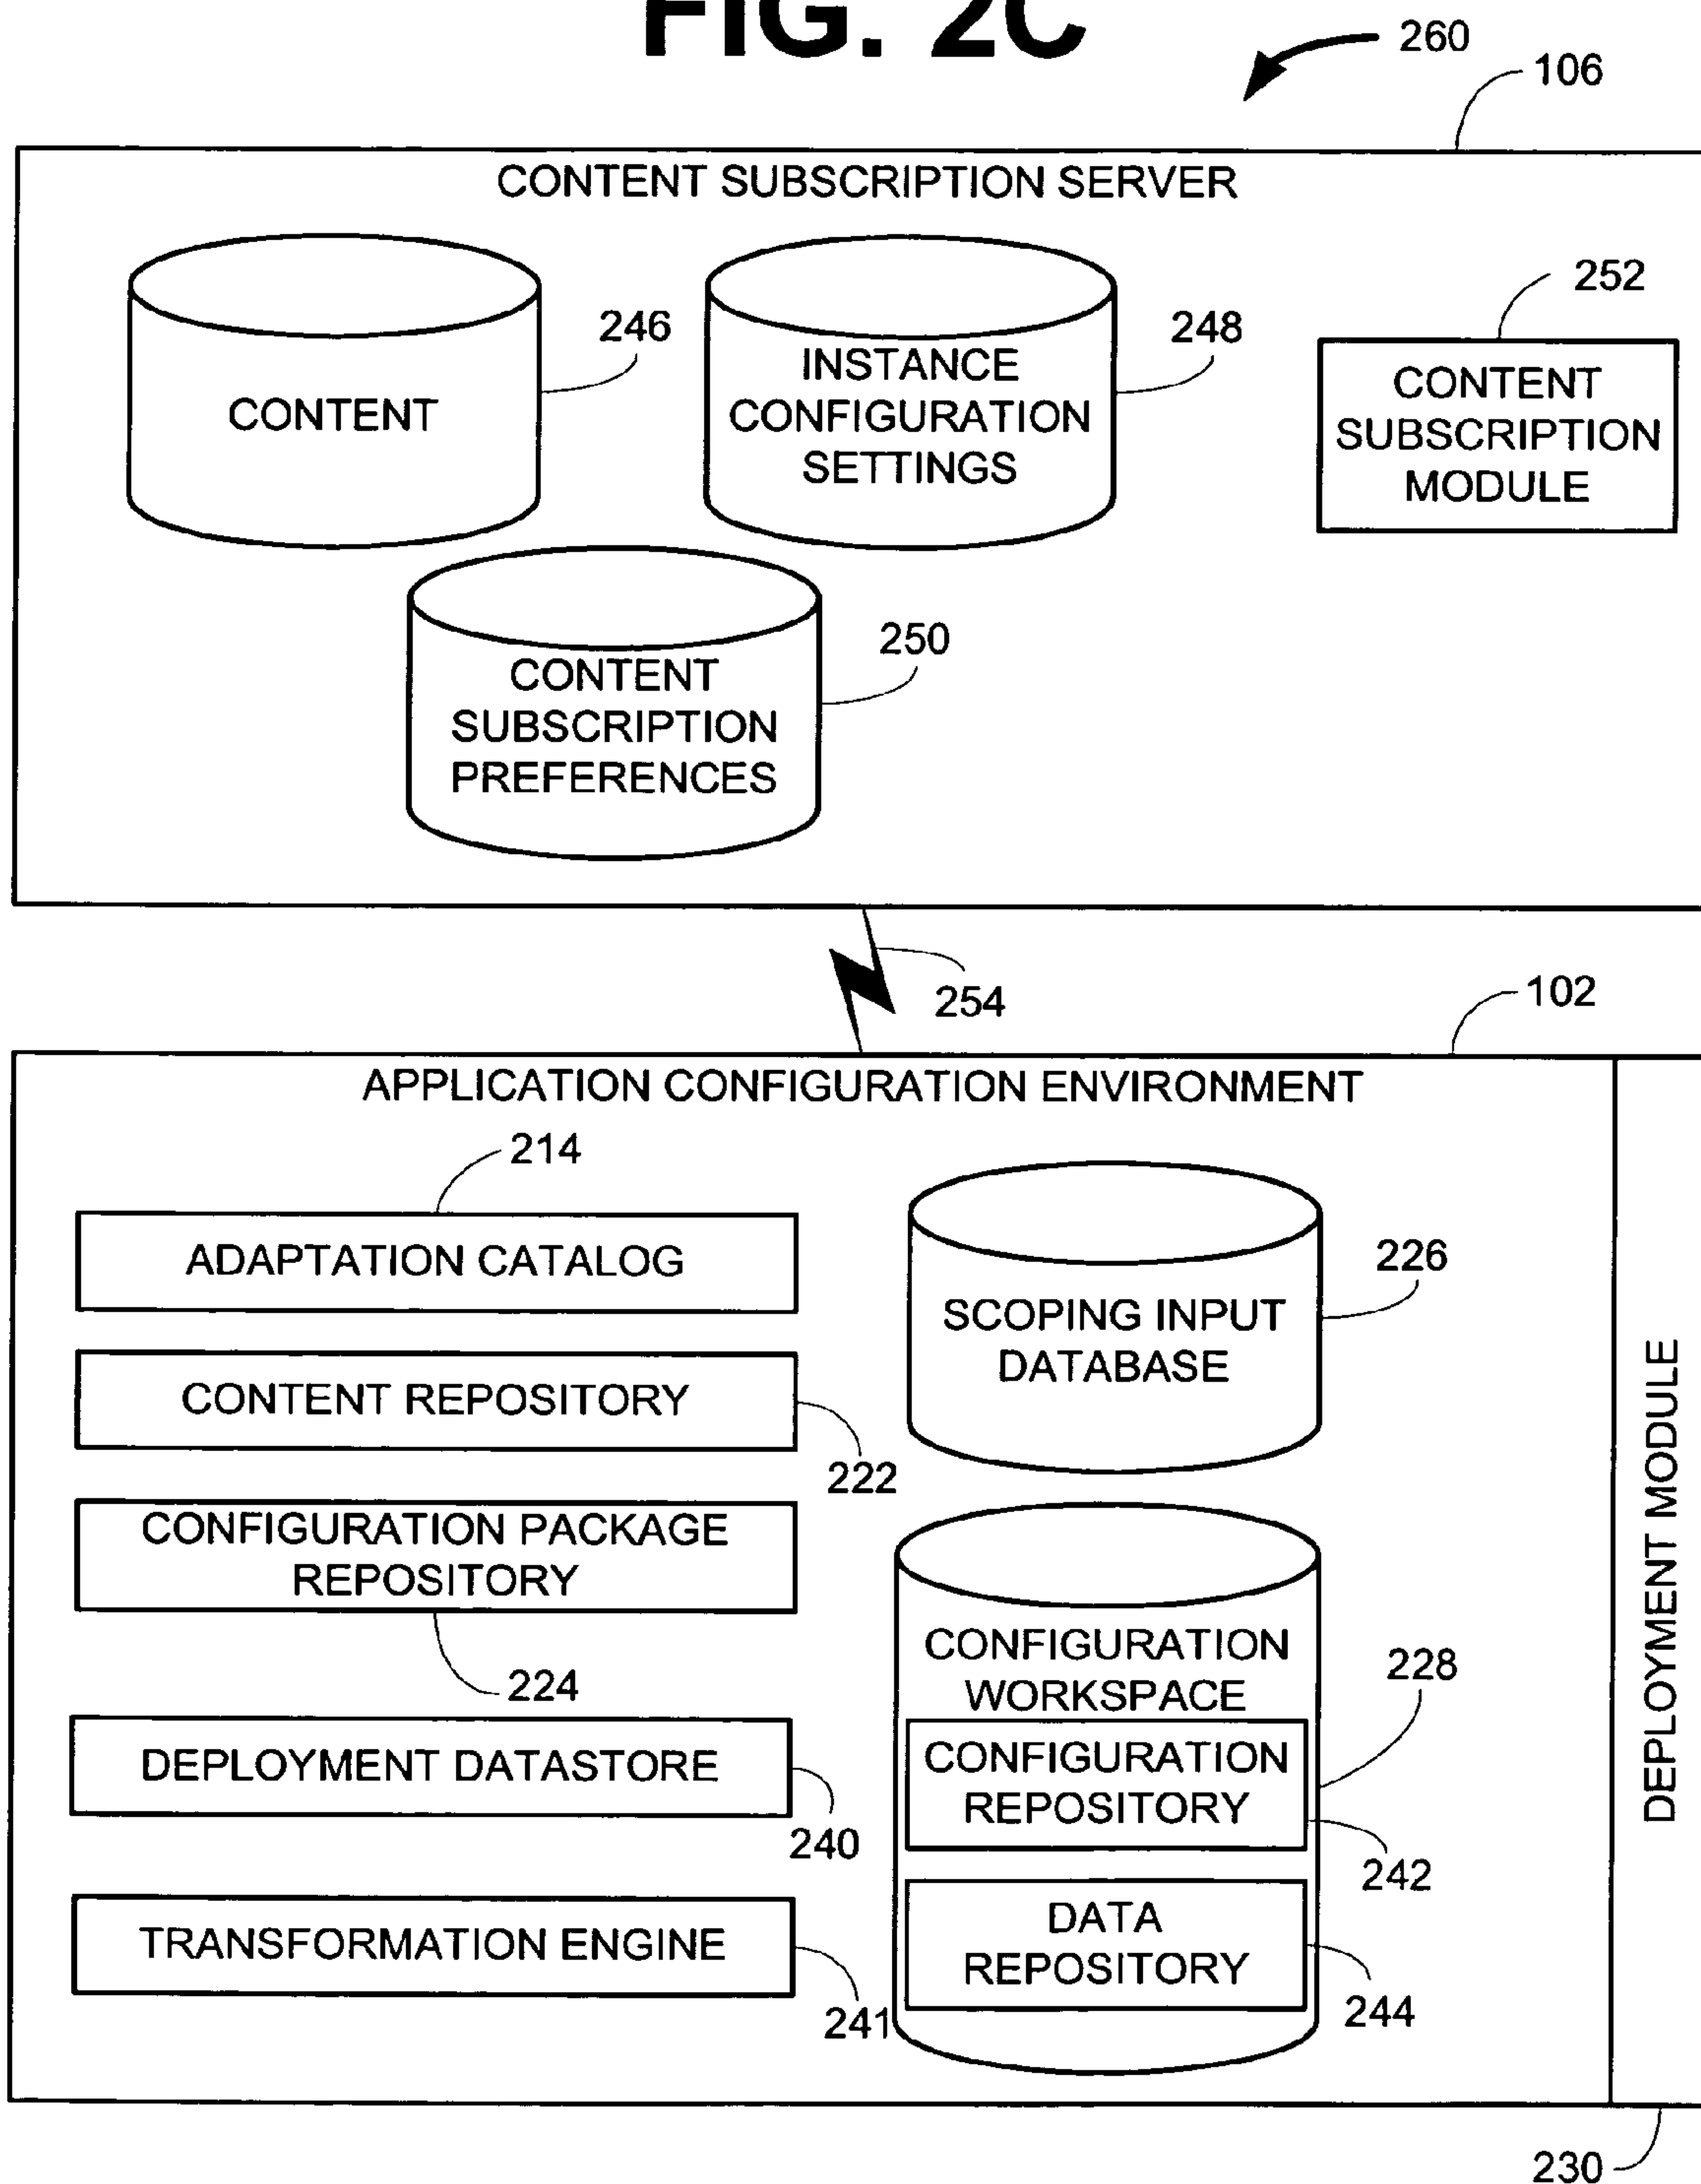 FIG. 2C
260
106
CONTENT SUBSCRIPTION SERVER
CONTENT
246
INSTANCE
CONFIGURATION
SETTINGS
248
252
CONTENT
SUBSCRIPTION
MODULE
CONTENT
SUBSCRIPTION
PREFERENCES
250
254
102
APPLICATION CONFIGURATION ENVIRONMENT
214
ADAPTATION CATALOG
CONTENT REPOSITORY
222
CONFIGURATION PACKAGE
REPOSITORY
224
DEPLOYMENT DATASTORE
240
TRANSFORMATION ENGINE
241
SCOPING INPUT
DATABASE
226
CONFIGURATION
WORKSPACE
228
CONFIGURATION
REPOSITORY
242
DATA
REPOSITORY
244
DEPLOYMENT MODULE
230